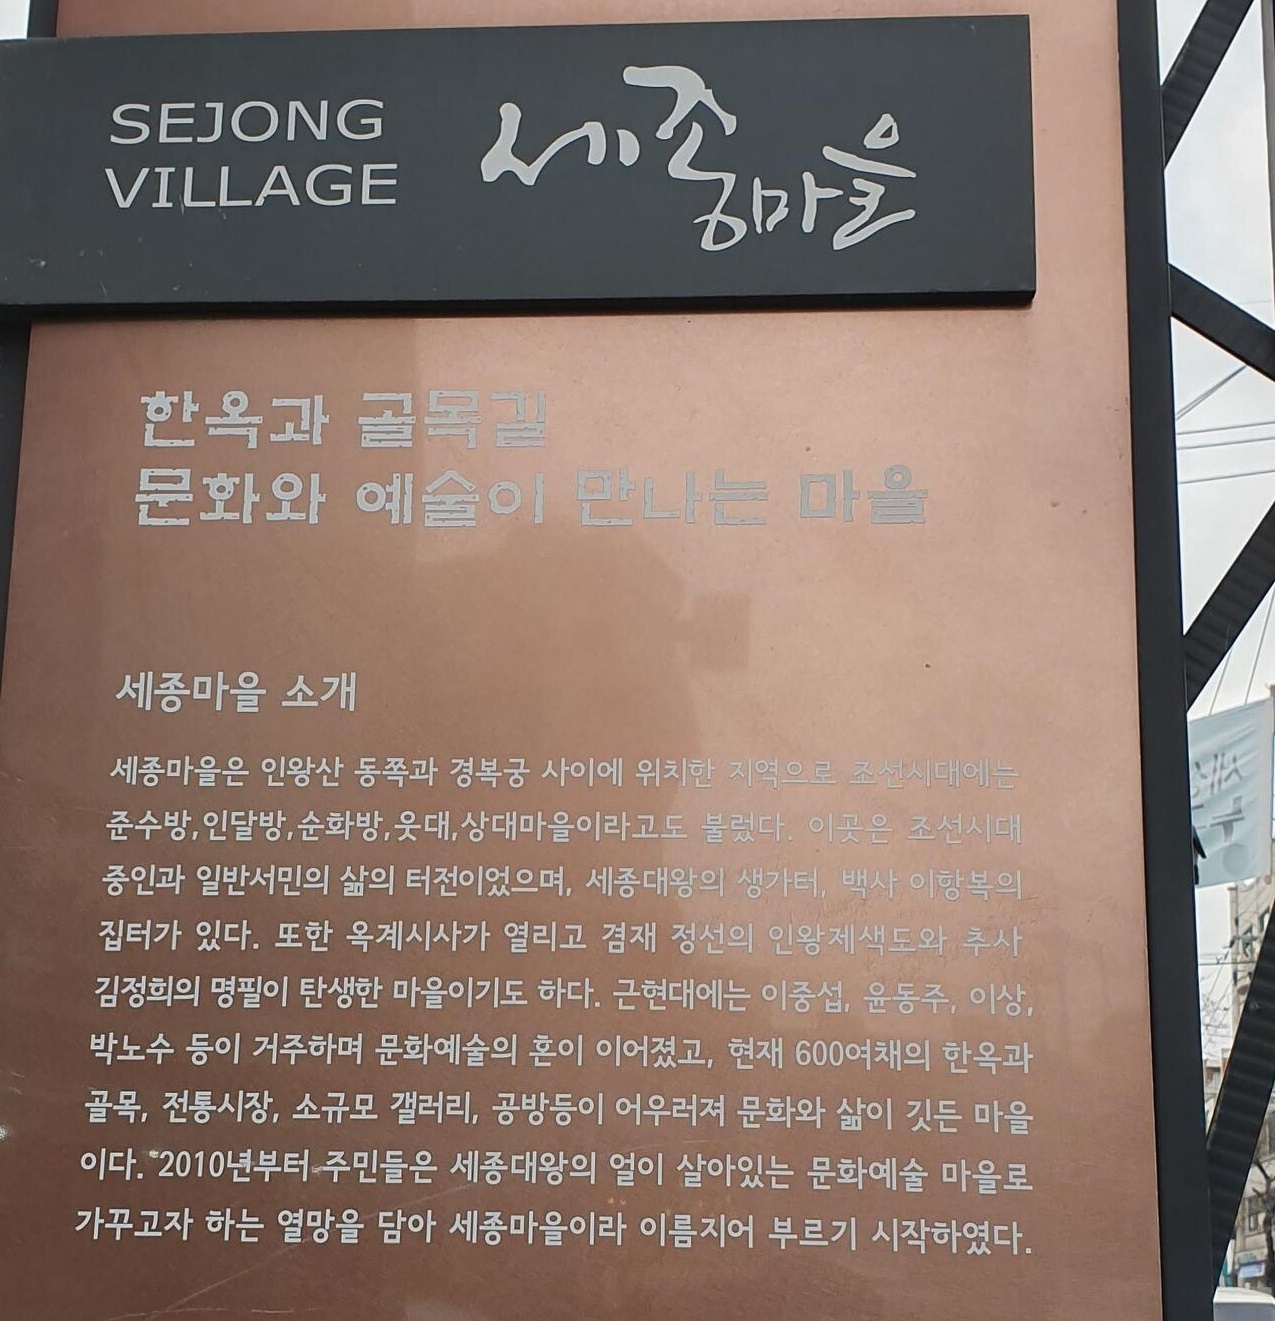 SEJONG
VILLAGE
세종마을
한옥과 골목길
문화와 예술이 만나는 마을
세종마을 소개
세종마을은 인왕산 동쪽과 경복궁 사이에 위치한 지역으로 조선시대에는
준수방,인달방,순화방,웃대,상대마을이라고도 불렀다. 이곳은 조선시대
중인과 일반서민의 삶의 터전이었으며, 세종대왕의 생가터, 백사 이항복의
집터가 있다. 또한 옥계시사가 열리고 겸재 정선의 인왕제색도와 추사
김정희의 명필이 탄생한 마을이기도 하다. 근현대에는 이중섭, 윤동주, 이상,
박노수 등이 거주하며 문화예술의 혼이 이어졌고, 현재 600여채의 한옥과
골목, 전통시장, 소규모 갤러리, 공방등이 어우러져 문화와 삶이 깃든 마을
이다. 2010년부터 주민들은 세종대왕의 얼이 살아있는 문화예술 마을로
가꾸고자 하는 열망을 담아 세종마을이라 이름지어 부르기 시작하였다.